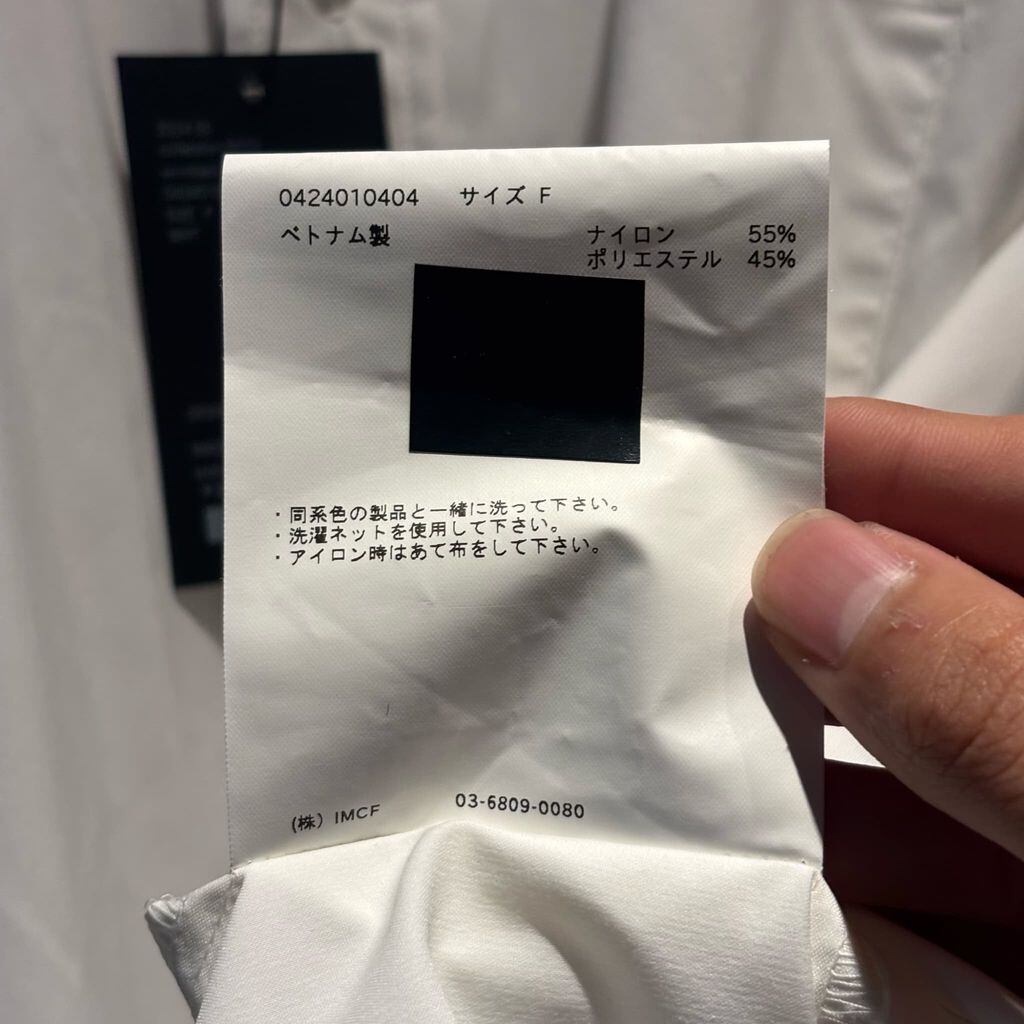 0424010404 サイズ F
ベトナム製
ナイロン 55%
ポリエステル 45%
・同系色の製品と一緒に洗って下さい。
・洗濯ネットを使用して下さい。
・アイロン時はあて布をして下さい。
(株) IMCF 03-6809-0080